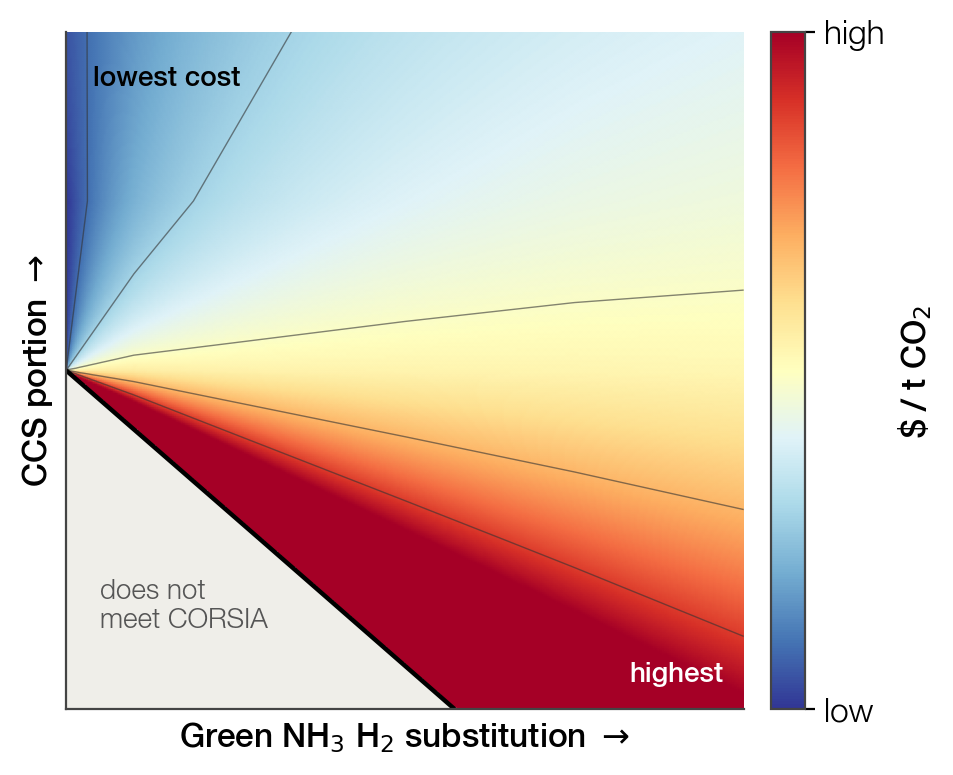 high
lowest cost
CCS portion →
$ / t CO₂
does not
meet CORSIA
highest
low
Green NH₃ H₂ substitution →